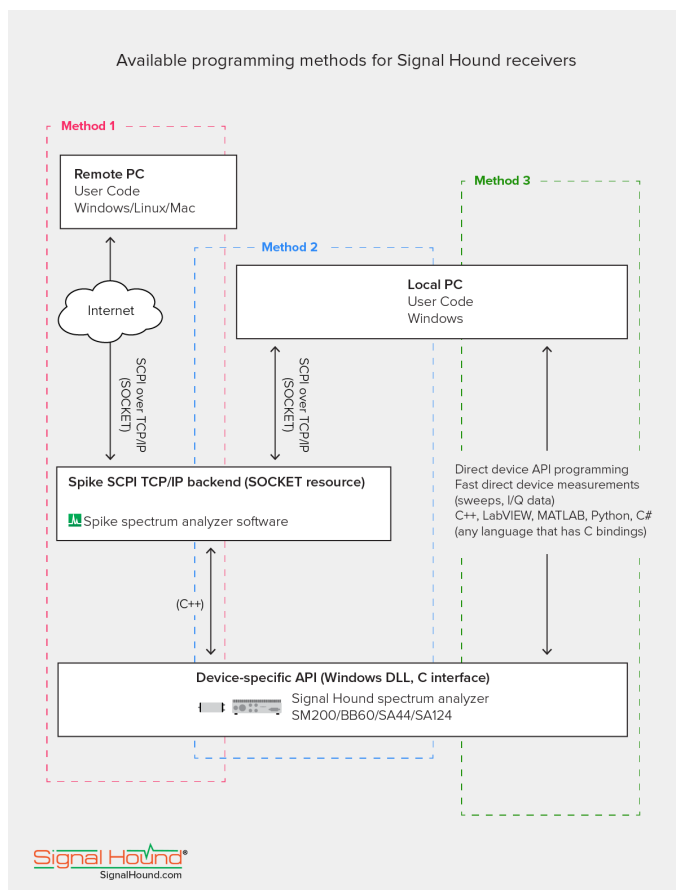 Available programming methods for Signal Hound receivers
Method 1
Remote PC
User Code
Windows/Linux/Mac
Method 3
Method 2
Internet
Local PC
User Code
Windows
SCPI over TCP/IP
(SOCKET)
SCPI over TCP/IP
(SOCKET)
Direct device API programming
Fast direct device measurements
(sweeps, I/Q data)
C++, LabVIEW, MATLAB, Python, C#
(any language that has C bindings)
Spike SCPI TCP/IP backend (SOCKET resource)
Spike spectrum analyzer software
(C++)
Device-specific API (Windows DLL, C interface)
Signal Hound spectrum analyzer
SM200/BB60/SA44/SA124
Signal Hound®
SignalHound.com